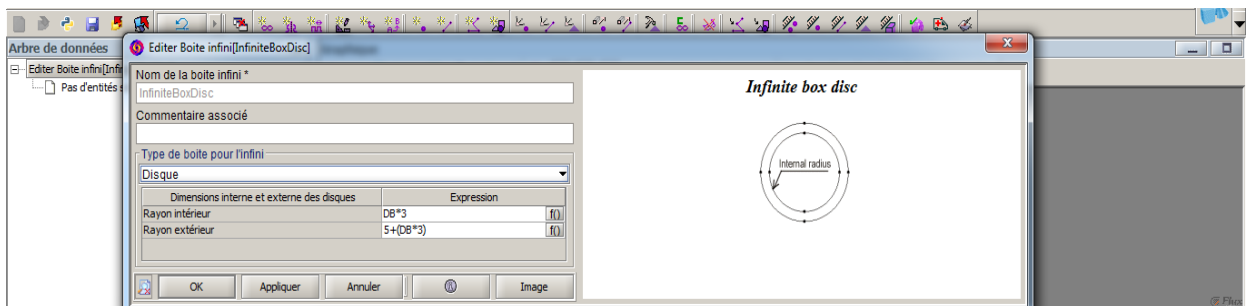 Arbre de données
Editer Boite infini[InfiniteBoxDisc]
Editer Boite infini[Infin
Pas d'entités s
Nom de la boite infini *
InfiniteBoxDisc
Commentaire associé
Type de boite pour l'infini
Disque
Dimensions interne et externe des disques Expression
Rayon intérieur DB*3 f()
Rayon extérieur 5+(DB*3) f()
OK Appliquer Annuler Image
Infinite box disc
Internal radius
Flux